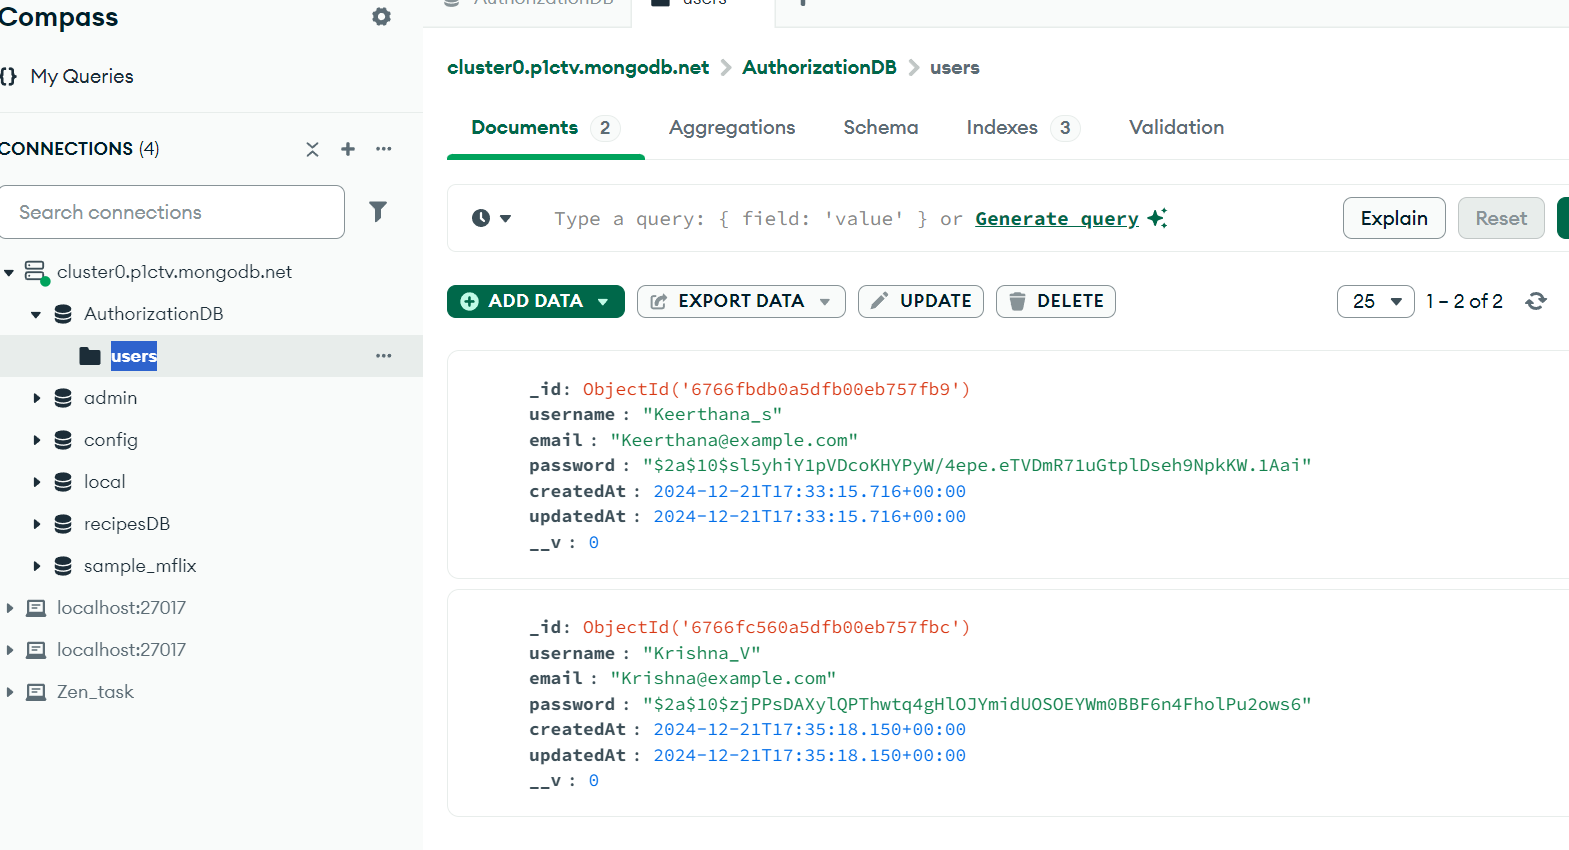 Compass
AuthorizationDB
users
My Queries
CONNECTIONS (4)
Search connections
cluster0.p1ctv.mongodb.net
AuthorizationDB
users
admin
config
local
recipesDB
sample_mflix
localhost:27017
localhost:27017
Zen_task
cluster0.p1ctv.mongodb.net > AuthorizationDB > users
Documents 2 Aggregations Schema Indexes 3 Validation
Type a query: { field: 'value' } or Generate query Explain Reset
ADD DATA EXPORT DATA UPDATE DELETE 25 1 – 2 of 2
_id: ObjectId('6766fbdb0a5dfb00eb757fb9')
username : "Keerthana_s"
email : "Keerthana@example.com"
password : "$2a$10$sl5yhiY1pVDcoKHYPyW/4epe.eTVDmR71uGtplDseh9NpkKW.1Aai"
createdAt : 2024-12-21T17:33:15.716+00:00
updatedAt : 2024-12-21T17:33:15.716+00:00
__v : 0
_id: ObjectId('6766fc560a5dfb00eb757fbc')
username : "Krishna_V"
email : "Krishna@example.com"
password : "$2a$10$zjPPsDAXylQPThwtq4gHlOJYmidUOSOEYWm0BBF6n4FholPu2ows6"
createdAt : 2024-12-21T17:35:18.150+00:00
updatedAt : 2024-12-21T17:35:18.150+00:00
__v : 0